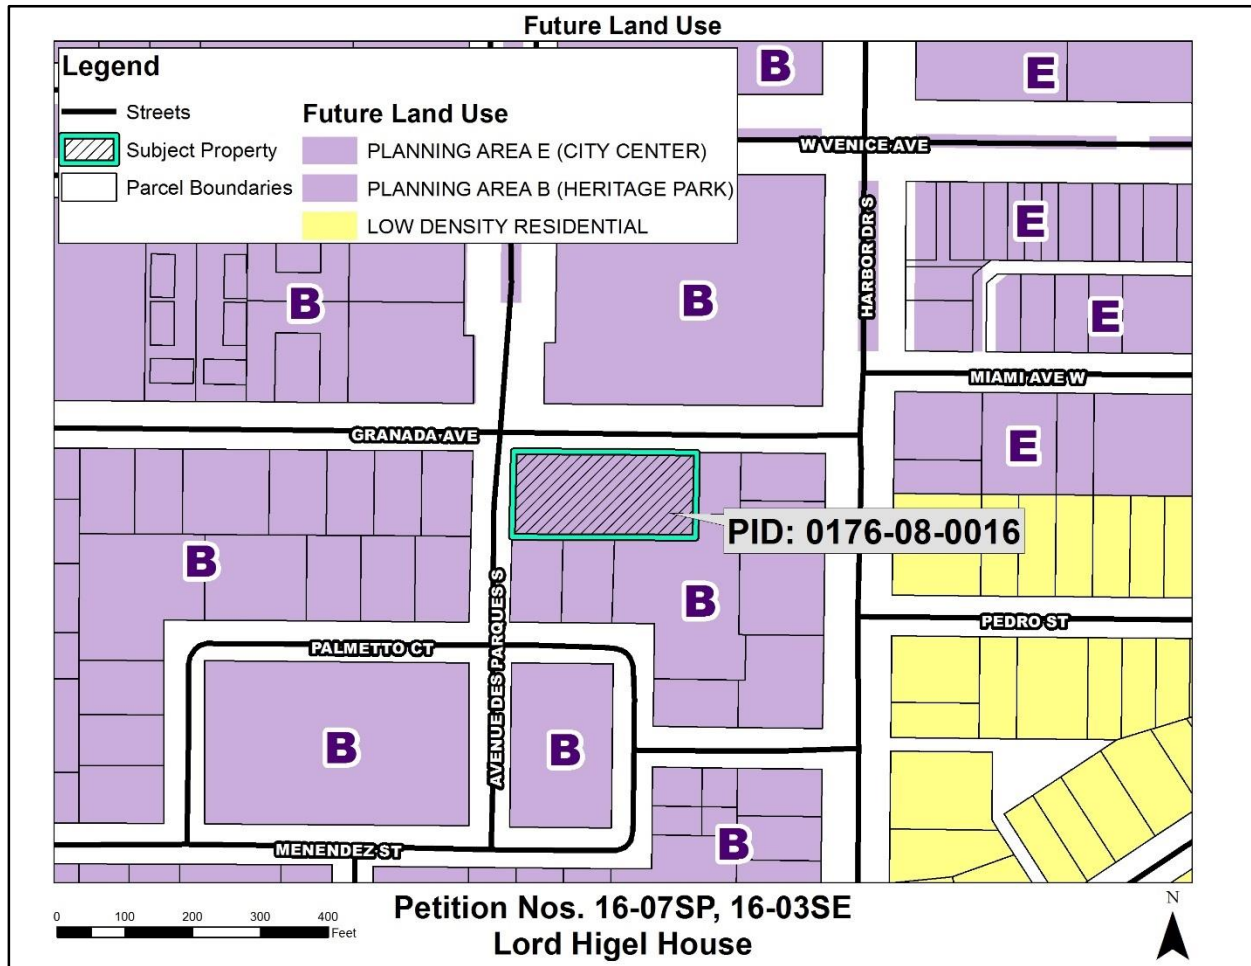 Future Land Use
Legend
Streets
Subject Property
Parcel Boundaries
Future Land Use
PLANNING AREA E (CITY CENTER)
PLANNING AREA B (HERITAGE PARK)
LOW DENSITY RESIDENTIAL
B
E
W VENICE AVE
HARBOR DR S
E
B
B
E
MIAMI AVE W
GRANADA AVE
E
PID: 0176-08-0016
B
B
PEDRO ST
AVENUE DES PARQUES S
PALMETTO CT
B
B
MENENDEZ ST
B
0 100 200 300 400
Feet
Petition Nos. 16-07SP, 16-03SE
Lord Higel House
N